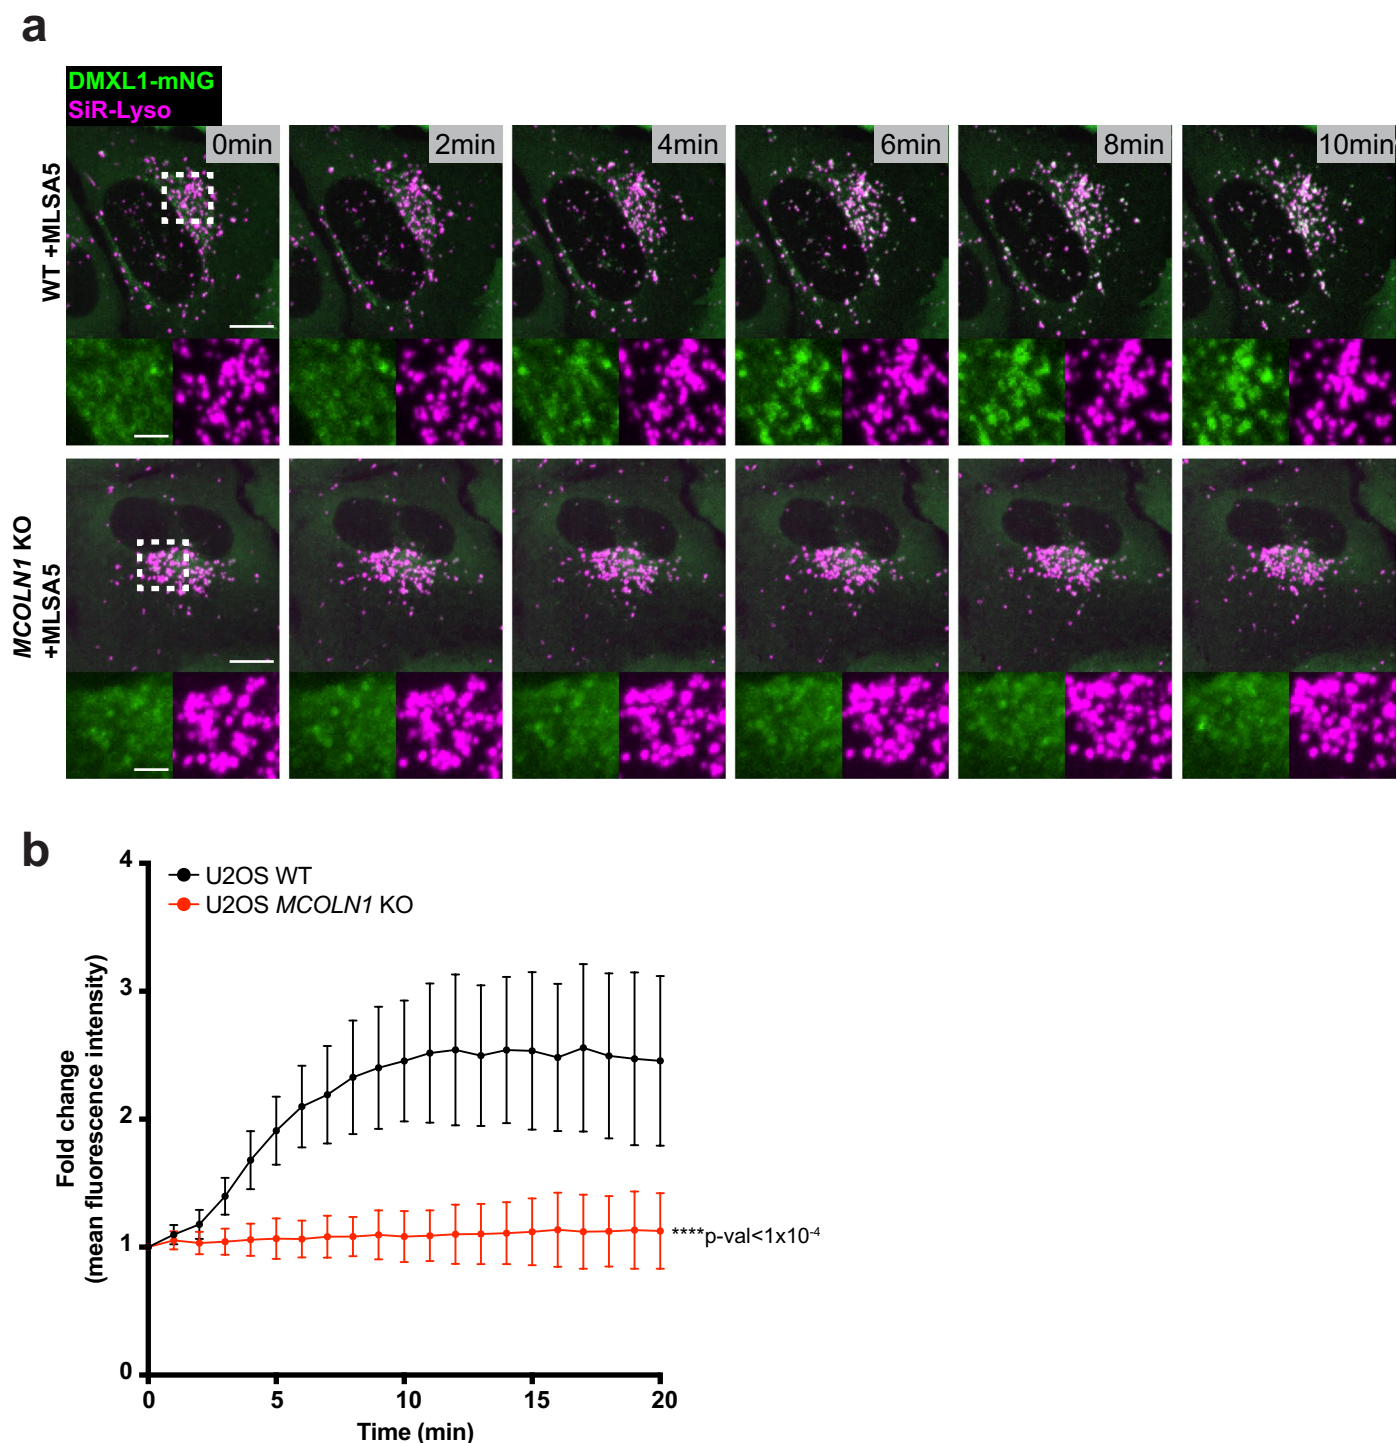 a
DMXL1-mNG
SiR-Lyso
0min
2min
4min
6min
8min
10min
WT +MLSA5
MCOLN1 KO
+MLSA5
b
U2OS WT
U2OS MCOLN1 KO
Fold change
(mean fluorescence intensity)
4
3
2
1
0
****p-val<1x10⁻⁴
0 5 10 15 20
Time (min)